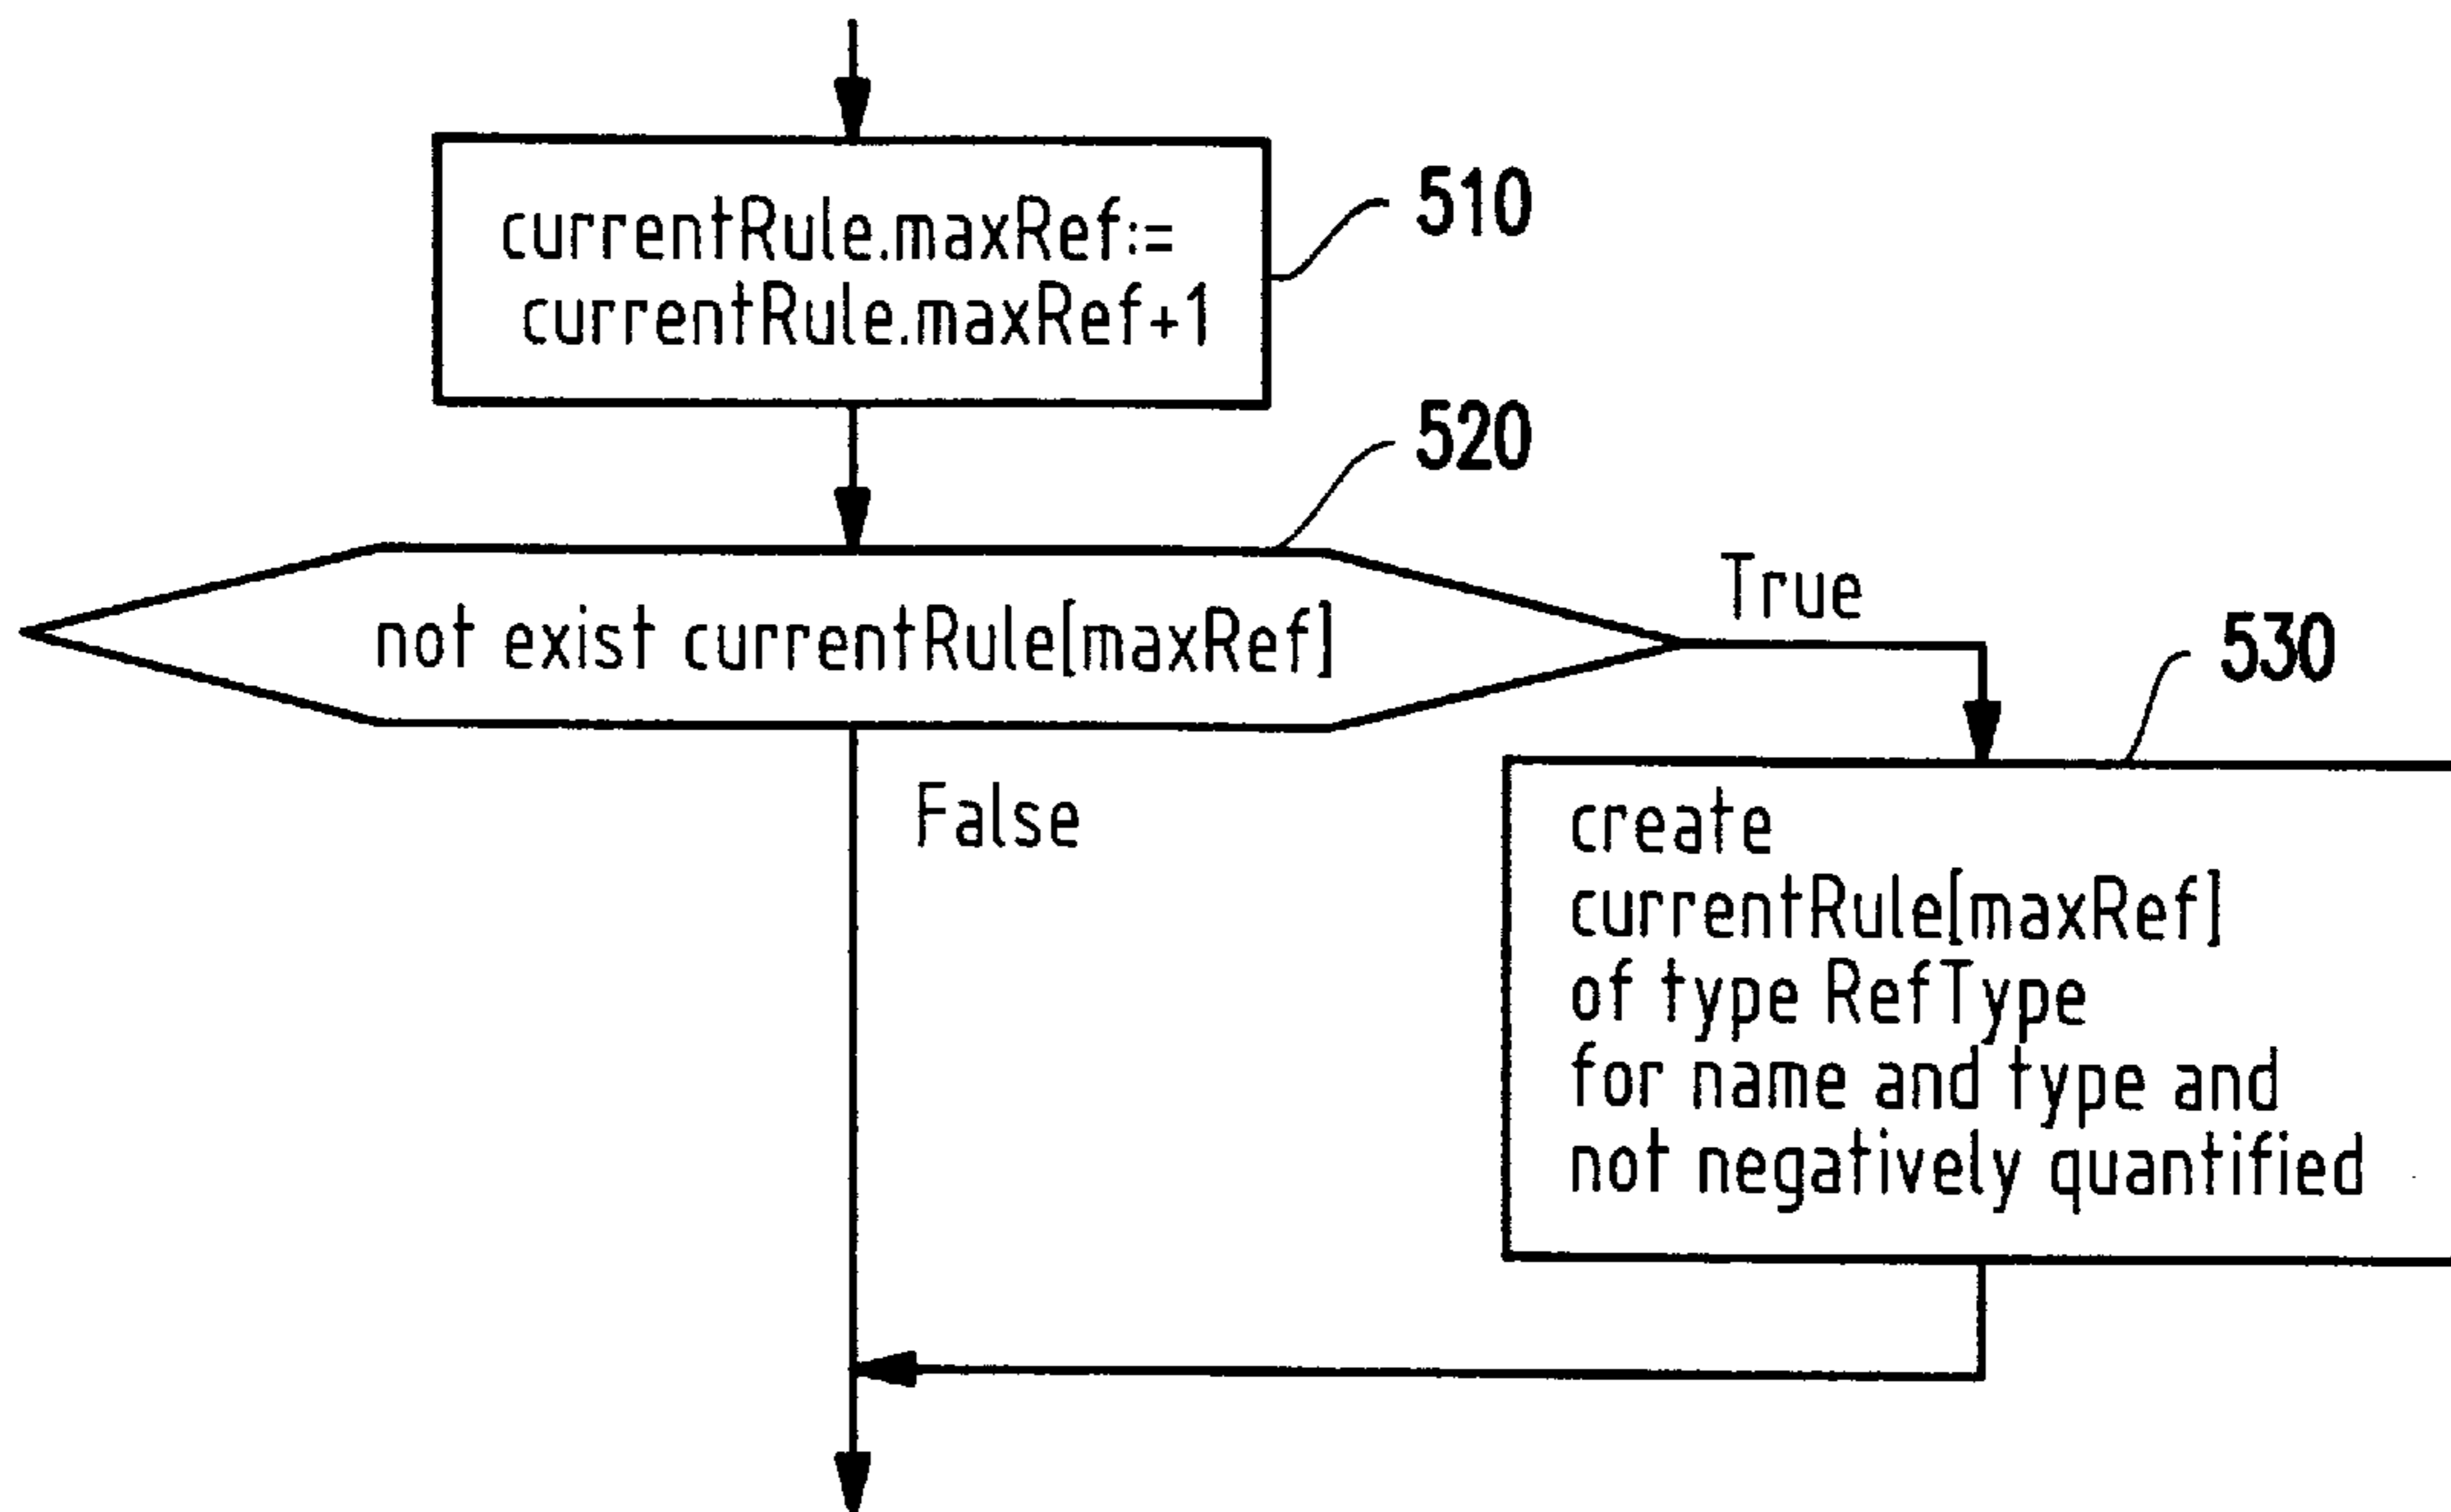 currentRule.maxRef:=
currentRule.maxRef+1
510
520
not exist currentRule[maxRef]
True
530
False
create
currentRule[maxRef]
of type RefType
for name and type and
not negatively quantified